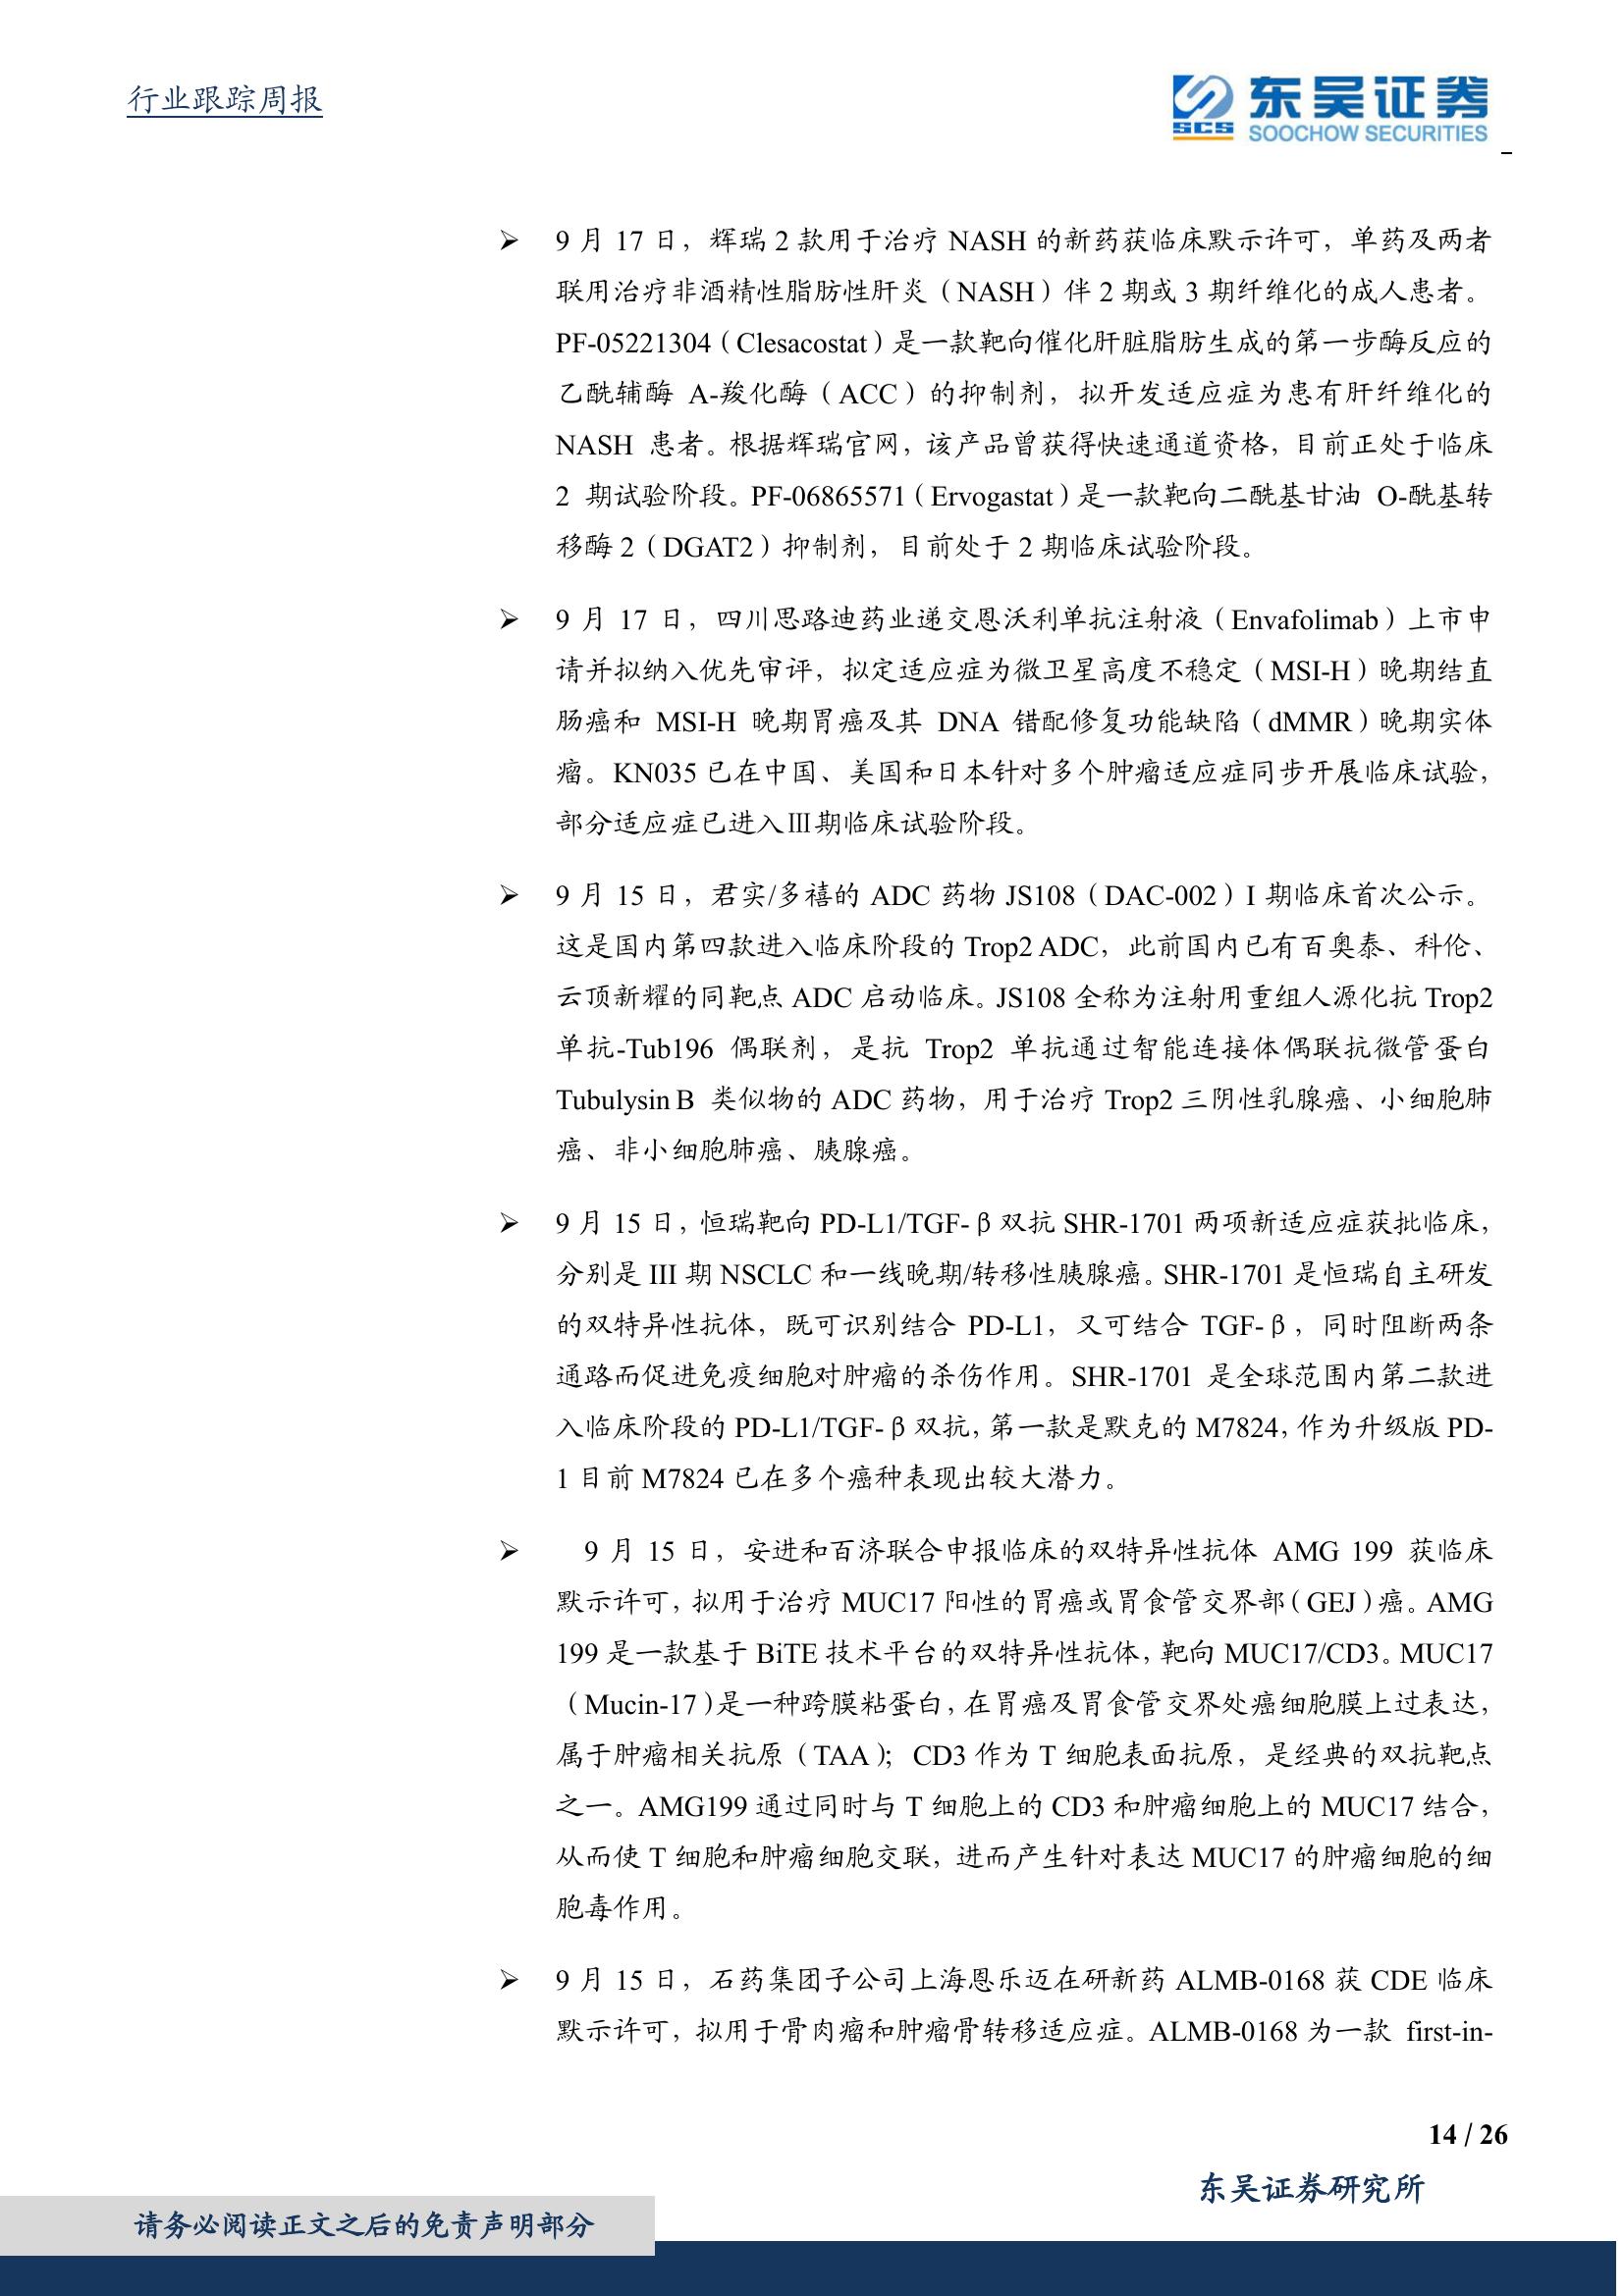 行业跟踪周报
SCS
东吴证券
SOOCHOW SECURITIES
➢ 9 月 17 日，辉瑞 2 款用于治疗 NASH 的新药获临床默示许可，单药及两者
联用治疗非酒精性脂肪性肝炎（NASH）伴 2 期或 3 期纤维化的成人患者。
PF-05221304（Clesacostat）是一款靶向催化肝脏脂肪生成的第一步酶反应的
乙酰辅酶 A-羧化酶（ACC）的抑制剂，拟开发适应症为患有肝纤维化的
NASH 患者。根据辉瑞官网，该产品曾获得快速通道资格，目前正处于临床
2 期试验阶段。PF-06865571（Ervogastat）是一款靶向二酰基甘油 O-酰基转
移酶 2（DGAT2）抑制剂，目前处于 2 期临床试验阶段。
➢ 9 月 17 日，四川思路迪药业递交恩沃利单抗注射液（Envafolimab）上市申
请并拟纳入优先审评，拟定适应症为微卫星高度不稳定（MSI-H）晚期结直
肠癌和 MSI-H 晚期胃癌及其 DNA 错配修复功能缺陷（dMMR）晚期实体
瘤。KN035 已在中国、美国和日本针对多个肿瘤适应症同步开展临床试验，
部分适应症已进入Ⅲ期临床试验阶段。
➢ 9 月 15 日，君实/多禧的 ADC 药物 JS108（DAC-002）I 期临床首次公示。
这是国内第四款进入临床阶段的 Trop2 ADC，此前国内已有百奥泰、科伦、
云顶新耀的同靶点 ADC 启动临床。JS108 全称为注射用重组人源化抗 Trop2
单抗-Tub196 偶联剂，是抗 Trop2 单抗通过智能连接体偶联抗微管蛋白
Tubulysin B 类似物的 ADC 药物，用于治疗 Trop2 三阴性乳腺癌、小细胞肺
癌、非小细胞肺癌、胰腺癌。
➢ 9 月 15 日，恒瑞靶向 PD-L1/TGF-β双抗 SHR-1701 两项新适应症获批临床，
分别是 III 期 NSCLC 和一线晚期/转移性胰腺癌。SHR-1701 是恒瑞自主研发
的双特异性抗体，既可识别结合 PD-L1，又可结合 TGF-β，同时阻断两条
通路而促进免疫细胞对肿瘤的杀伤作用。SHR-1701 是全球范围内第二款进
入临床阶段的 PD-L1/TGF-β双抗，第一款是默克的 M7824，作为升级版 PD-
1 目前 M7824 已在多个癌种表现出较大潜力。
➢ 9 月 15 日，安进和百济联合申报临床的双特异性抗体 AMG 199 获临床
默示许可，拟用于治疗 MUC17 阳性的胃癌或胃食管交界部（GEJ）癌。AMG
199 是一款基于 BiTE 技术平台的双特异性抗体，靶向 MUC17/CD3。MUC17
（Mucin-17）是一种跨膜粘蛋白，在胃癌及胃食管交界处癌细胞膜上过表达，
属于肿瘤相关抗原（TAA）；CD3 作为 T 细胞表面抗原，是经典的双抗靶点
之一。AMG199 通过同时与 T 细胞上的 CD3 和肿瘤细胞上的 MUC17 结合，
从而使 T 细胞和肿瘤细胞交联，进而产生针对表达 MUC17 的肿瘤细胞的细
胞毒作用。
➢ 9 月 15 日，石药集团子公司上海恩乐迈在研新药 ALMB-0168 获 CDE 临床
默示许可，拟用于骨肉瘤和肿瘤骨转移适应症。ALMB-0168 为一款 first-in-
14 / 26
东吴证券研究所
请务必阅读正文之后的免责声明部分